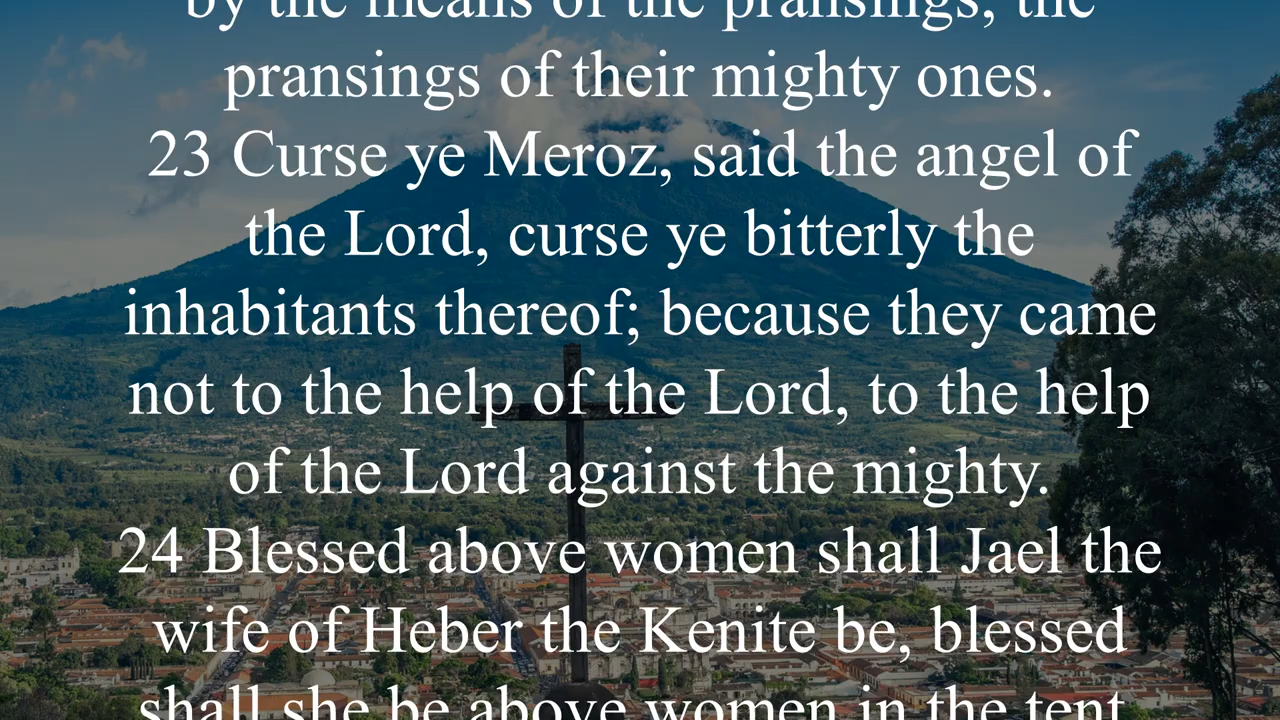 by the means of the pransings, the
pransings of their mighty ones.
23 Curse ye Meroz, said the angel of
the Lord, curse ye bitterly the
inhabitants thereof; because they came
not to the help of the Lord, to the help
of the Lord against the mighty.
24 Blessed above women shall Jael the
wife of Heber the Kenite be, blessed
shall she be above women in the tent